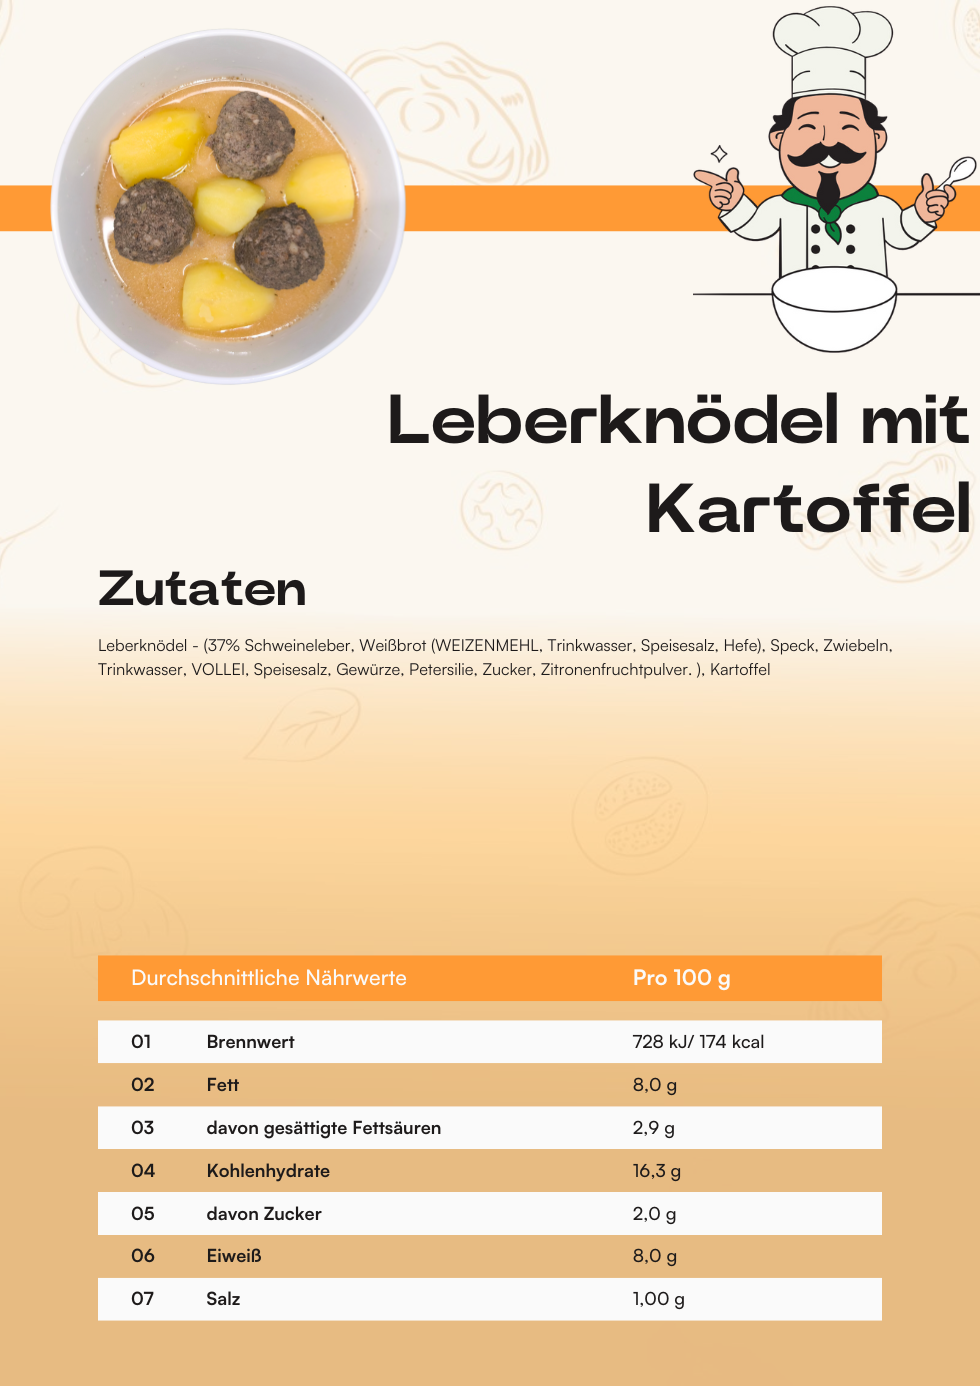 Leberknödel mit
Kartoffel
Zutaten
Leberknödel - (37% Schweineleber, Weißbrot (WEIZENMEHL, Trinkwasser, Speisesalz, Hefe), Speck, Zwiebeln,
Trinkwasser, VOLLEI, Speisesalz, Gewürze, Petersilie, Zucker, Zitronenfruchtpulver. ), Kartoffel
Durchschnittliche Nährwerte Pro 100 g
01 Brennwert 728 kJ/ 174 kcal
02 Fett 8,0 g
03 davon gesättigte Fettsäuren 2,9 g
04 Kohlenhydrate 16,3 g
05 davon Zucker 2,0 g
06 Eiweiß 8,0 g
07 Salz 1,00 g